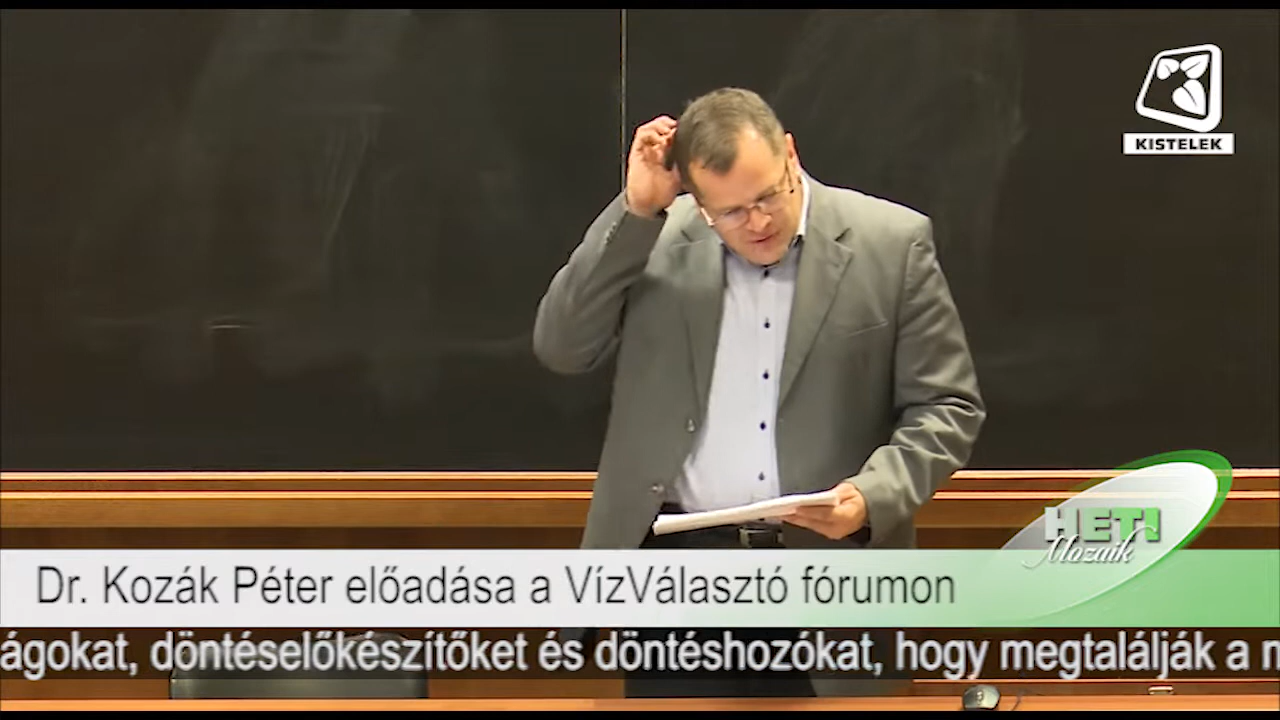 KISTELEK
HETI
Mozaik
Dr. Kozák Péter előadása a VízVálasztó fórumon
ágokat, döntéselőkészítőket és döntéshozókat, hogy megtalálják a